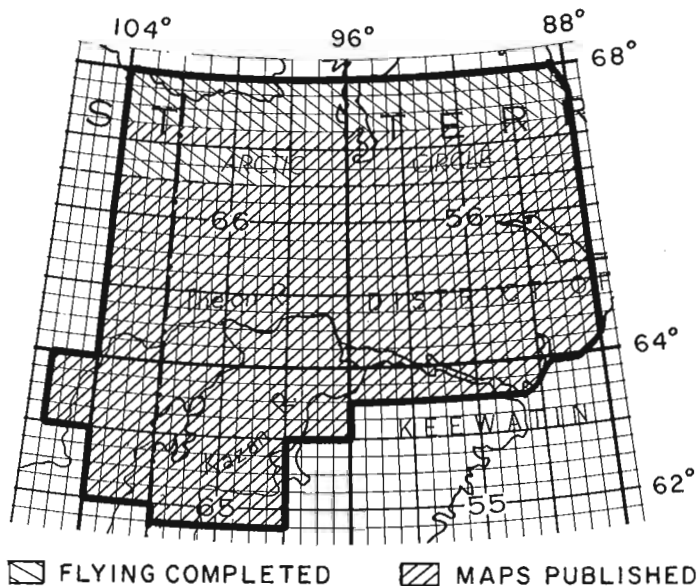 104° 96° 88°
68°
S T T E R R
ARCTIC CIRCLE
66 56
Thelon R DISTRICT OF
64°
KEEWATIN
Kazan
62°
65 55
FLYING COMPLETED MAPS PUBLISHED